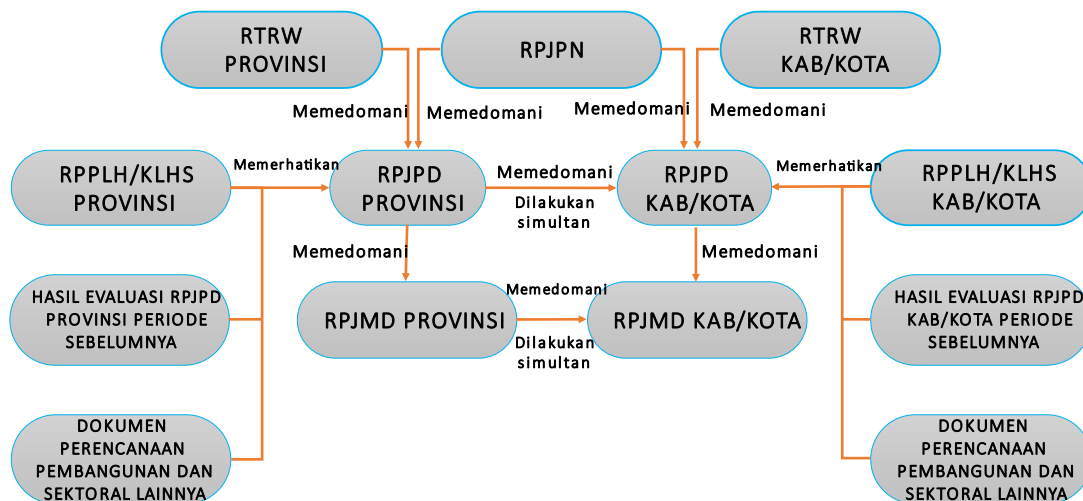 RTRW
PROVINSI
RPJPN
RTRW
KAB/KOTA
Memedomani
Memedomani
Memedomani
Memedomani
RPPLH/KLHS
PROVINSI
Memerhatikan
RPJPD
PROVINSI
Memedomani
Dilakukan
simultan
RPJPD
KAB/KOTA
Memerhatikan
RPPLH/KLHS
KAB/KOTA
Memedomani
Memedomani
HASIL EVALUASI RPJPD
PROVINSI PERIODE
SEBELUMNYA
RPJMD PROVINSI
Memedomani
Dilakukan
simultan
RPJMD KAB/KOTA
HASIL EVALUASI RPJPD
KAB/KOTA PERIODE
SEBELUMNYA
DOKUMEN
PERENCANAAN
PEMBANGUNAN DAN
SEKTORAL LAINNYA
DOKUMEN
PERENCANAAN
PEMBANGUNAN DAN
SEKTORAL LAINNYA